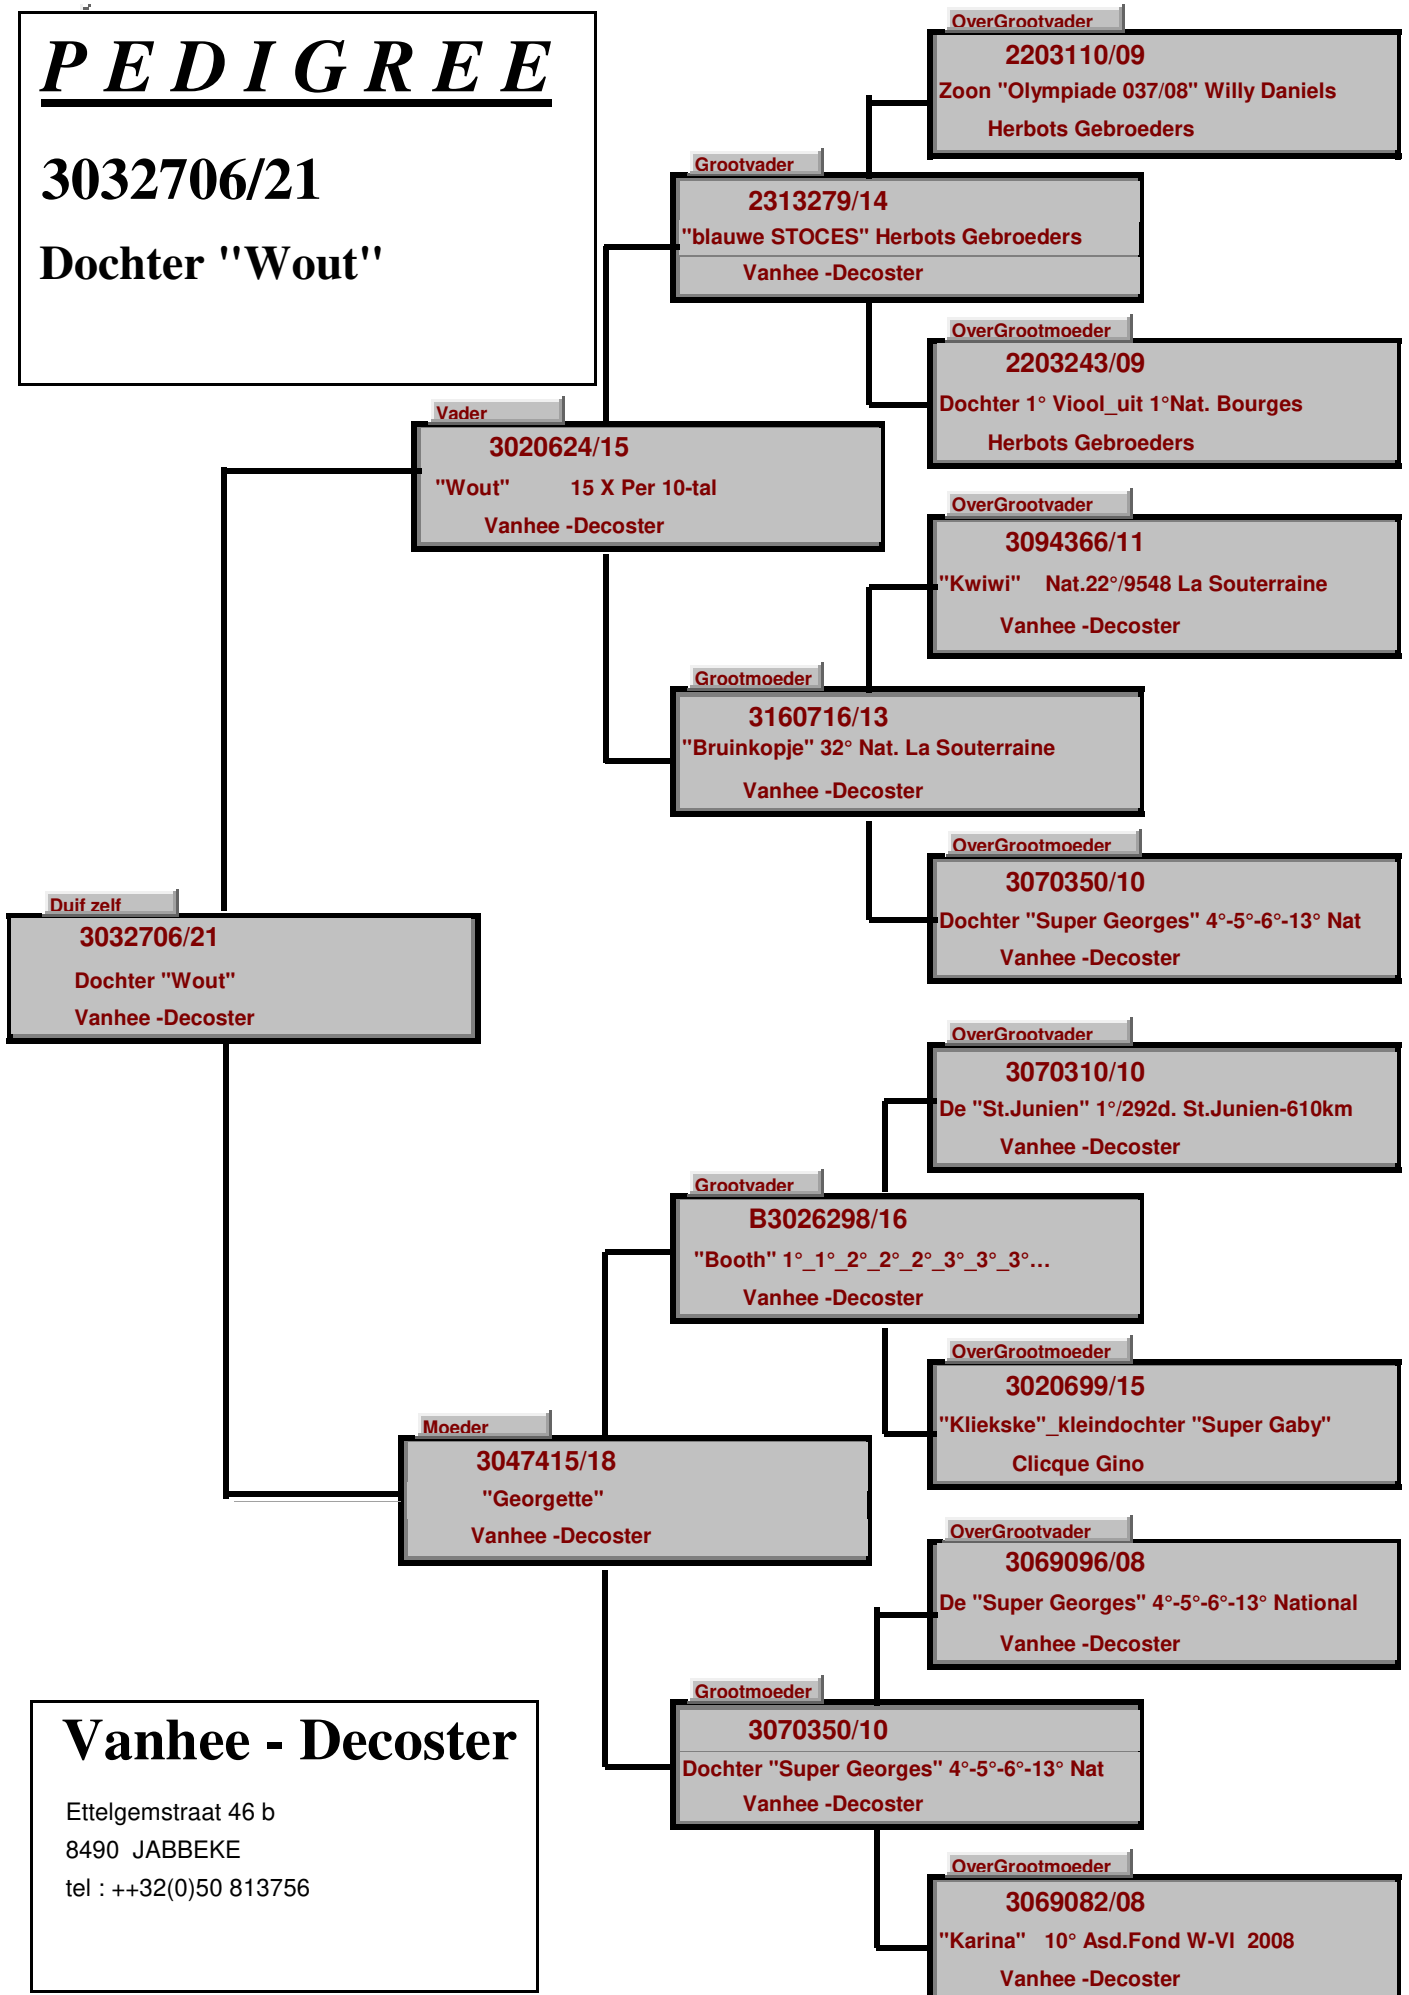 P E D I G R E E
3032706/21
Dochter "Wout"
OverGrootvader
2203110/09
Zoon "Olympiade 037/08" Willy Daniels
Herbots Gebroeders
Grootvader
2313279/14
"blauwe STOCES" Herbots Gebroeders
Vanhee -Decoster
OverGrootmoeder
2203243/09
Dochter 1° Viool_uit 1°Nat. Bourges
Herbots Gebroeders
Vader
3020624/15
"Wout" 15 X Per 10-tal
Vanhee -Decoster
OverGrootvader
3094366/11
"Kwiwi" Nat.22°/9548 La Souterraine
Vanhee -Decoster
Grootmoeder
3160716/13
"Bruinkopje" 32° Nat. La Souterraine
Vanhee -Decoster
OverGrootmoeder
3070350/10
Dochter "Super Georges" 4°-5°-6°-13° Nat
Vanhee -Decoster
Duif zelf
3032706/21
Dochter "Wout"
Vanhee -Decoster
OverGrootvader
3070310/10
De "St.Junien" 1°/292d. St.Junien-610km
Vanhee -Decoster
Grootvader
B3026298/16
"Booth" 1°_1°_2°_2°_2°_3°_3°_3°...
Vanhee -Decoster
OverGrootmoeder
3020699/15
"Kliekske"_kleindochter "Super Gaby"
Clicque Gino
Moeder
3047415/18
"Georgette"
Vanhee -Decoster
OverGrootvader
3069096/08
De "Super Georges" 4°-5°-6°-13° National
Vanhee -Decoster
Grootmoeder
3070350/10
Dochter "Super Georges" 4°-5°-6°-13° Nat
Vanhee -Decoster
OverGrootmoeder
3069082/08
"Karina" 10° Asd.Fond W-Vl 2008
Vanhee -Decoster
Vanhee - Decoster
Ettelgemstraat 46 b
8490 JABBEKE
tel : ++32(0)50 813756